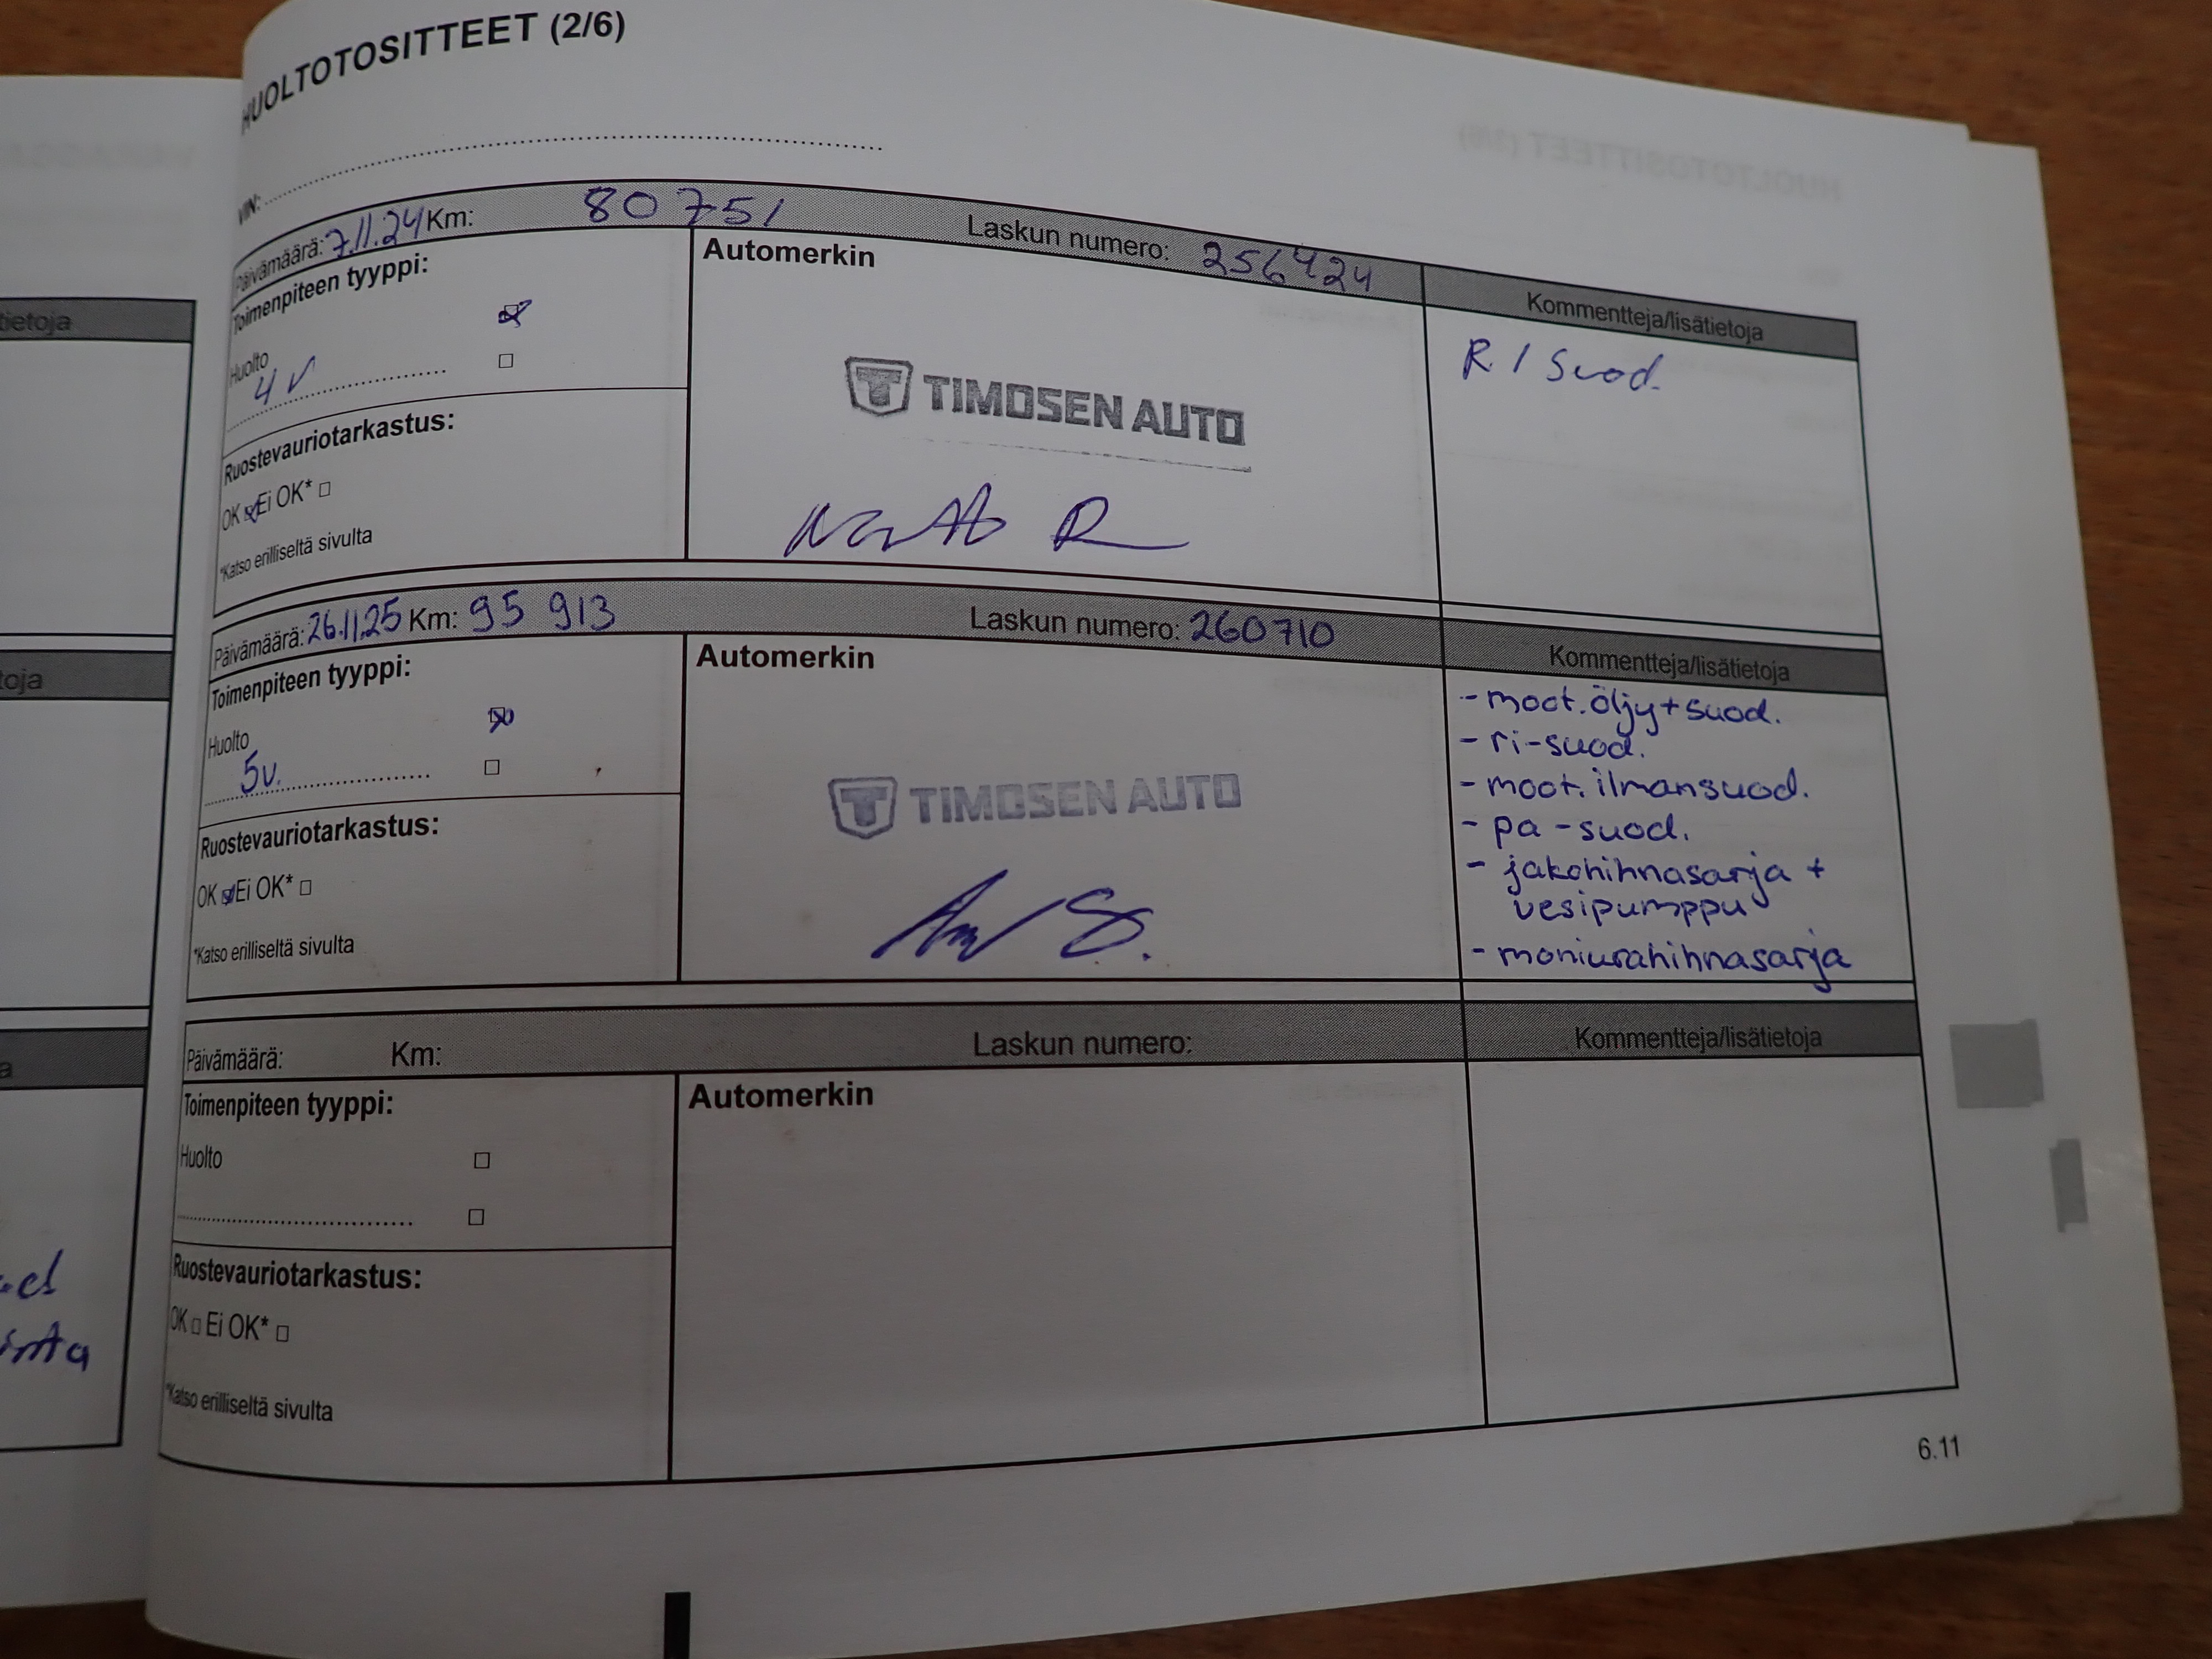 HUOLTOTOSITTEET (2/6)
VIN:
Päivämäärä: 7.11.24 Km: 80 751 Laskun numero: 256424
Kommentteja/lisätietoja
Toimenpiteen tyyppi:
Automerkin
R. / Suod.
Huolto
4 v
TIMOSEN AUTO
Ruostevauriotarkastus:
OK Ei OK*
*Katso erilliseltä sivulta
Päivämäärä: 26.11.25 Km: 95 913 Laskun numero: 260710
Kommentteja/lisätietoja
Toimenpiteen tyyppi:
Automerkin
- moot. öljy + suod.
- ri-suod.
- moot. ilmansuod.
- pa-suod.
- jakohihnasarja +
vesipumppu
- moniurahihnasarja
Huolto
5v.
TIMOSEN AUTO
Ruostevauriotarkastus:
OK Ei OK*
*Katso erilliseltä sivulta
Päivämäärä: Km: Laskun numero:
Kommentteja/lisätietoja
Toimenpiteen tyyppi:
Automerkin
Huolto
Ruostevauriotarkastus:
OK Ei OK*
*Katso erilliseltä sivulta
6.11